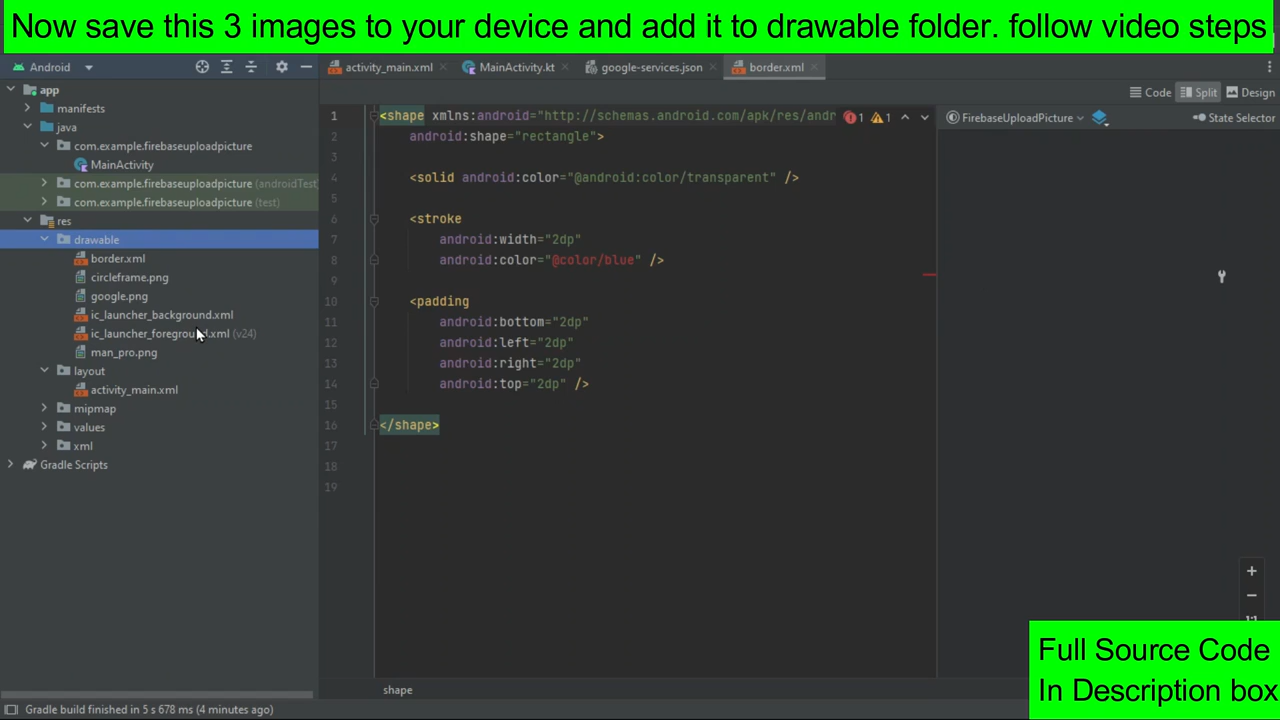 Now save this 3 images to your device and add it to drawable folder. follow video steps
Android
activity_main.xml
MainActivity.kt
google-services.json
border.xml
app
manifests
java
com.example.firebaseuploadpicture
MainActivity
com.example.firebaseuploadpicture (androidTest
com.example.firebaseuploadpicture (test)
res
drawable
border.xml
circleframe.png
google.png
ic_launcher_background.xml
ic_launcher_foreground.xml (v24)
man_pro.png
layout
activity_main.xml
mipmap
values
xml
Gradle Scripts
Code
Split
Design
1 <shape xmlns:android="http://schemas.android.com/apk/res/andr
1
1
2 android:shape="rectangle">
3
4 <solid android:color="@android:color/transparent" />
5
6 <stroke
7 android:width="2dp"
8 android:color="@color/blue" />
9
10 <padding
11 android:bottom="2dp"
12 android:left="2dp"
13 android:right="2dp"
14 android:top="2dp" />
15
16 </shape>
17
18
19
FirebaseUploadPicture
State Selector
+
−
1:1
shape
Gradle build finished in 5 s 678 ms (4 minutes ago)
Full Source Code
In Description box